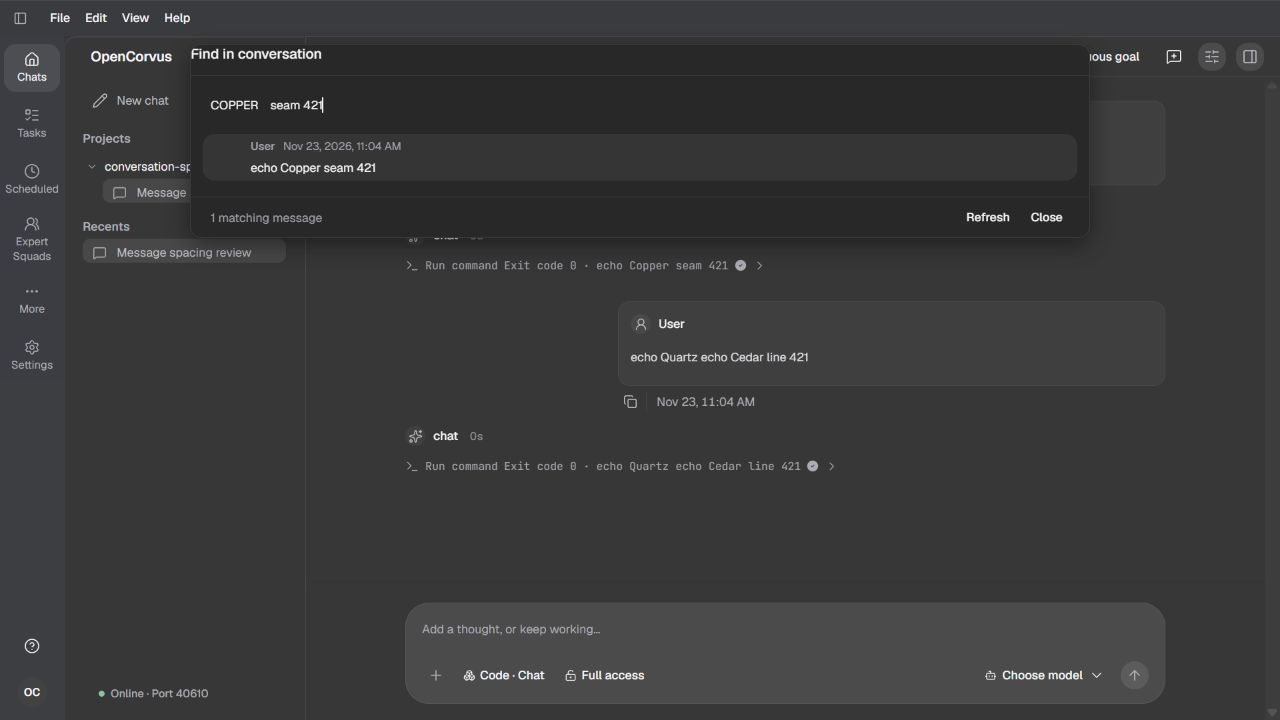 File Edit View Help
OpenCorvus
Chats
Tasks
Scheduled
Expert
Squads
More
Settings
OC
New chat
Projects
conversation-sp
Message
Recents
Message spacing review
Online · Port 40610
Find in conversation
COPPER   seam 421
User Nov 23, 2026, 11:04 AM
echo Copper seam 421
1 matching message
Refresh Close
ous goal
Run command Exit code 0 · echo Copper seam 421
User
echo Quartz echo Cedar line 421
Nov 23, 11:04 AM
chat 0s
Run command Exit code 0 · echo Quartz echo Cedar line 421
Add a thought, or keep working…
Code · Chat Full access Choose model